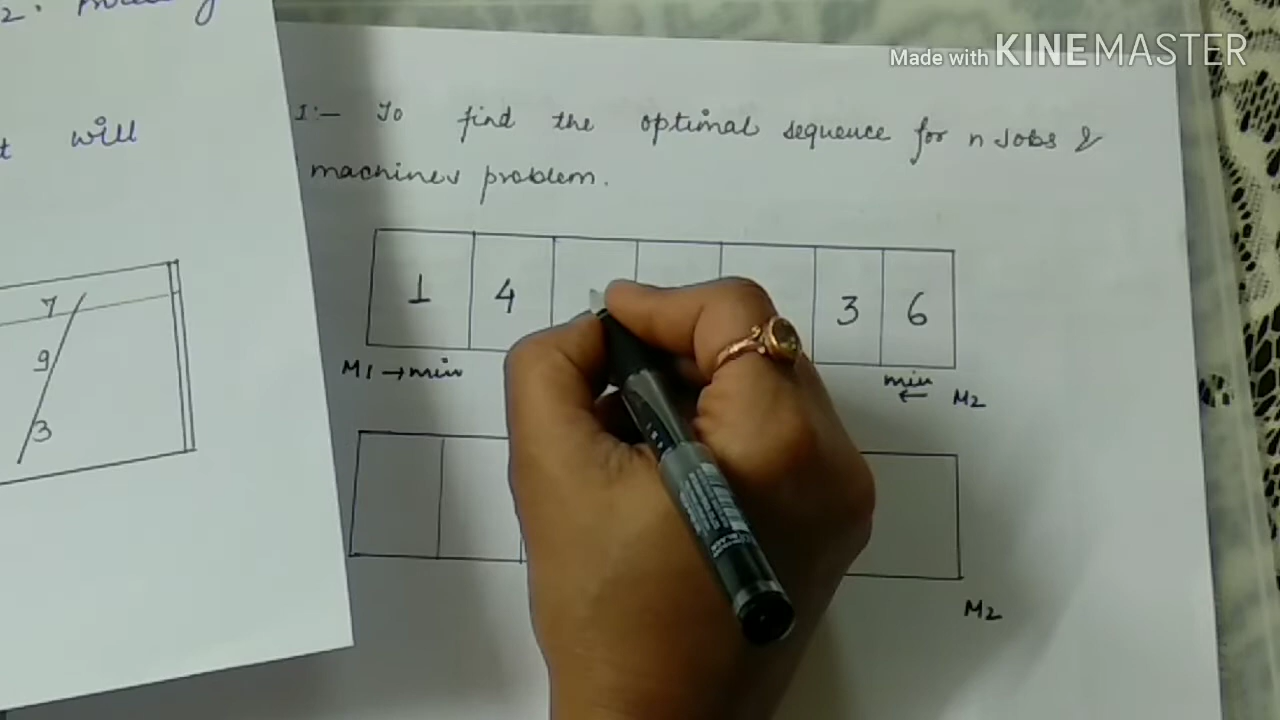 Made with KINEMASTER
2.
t will
7
9
3
I:- To find the optimal sequence for n Jobs &
machines problem.
1 4 3 6
M1 → min
min ← M2
M2